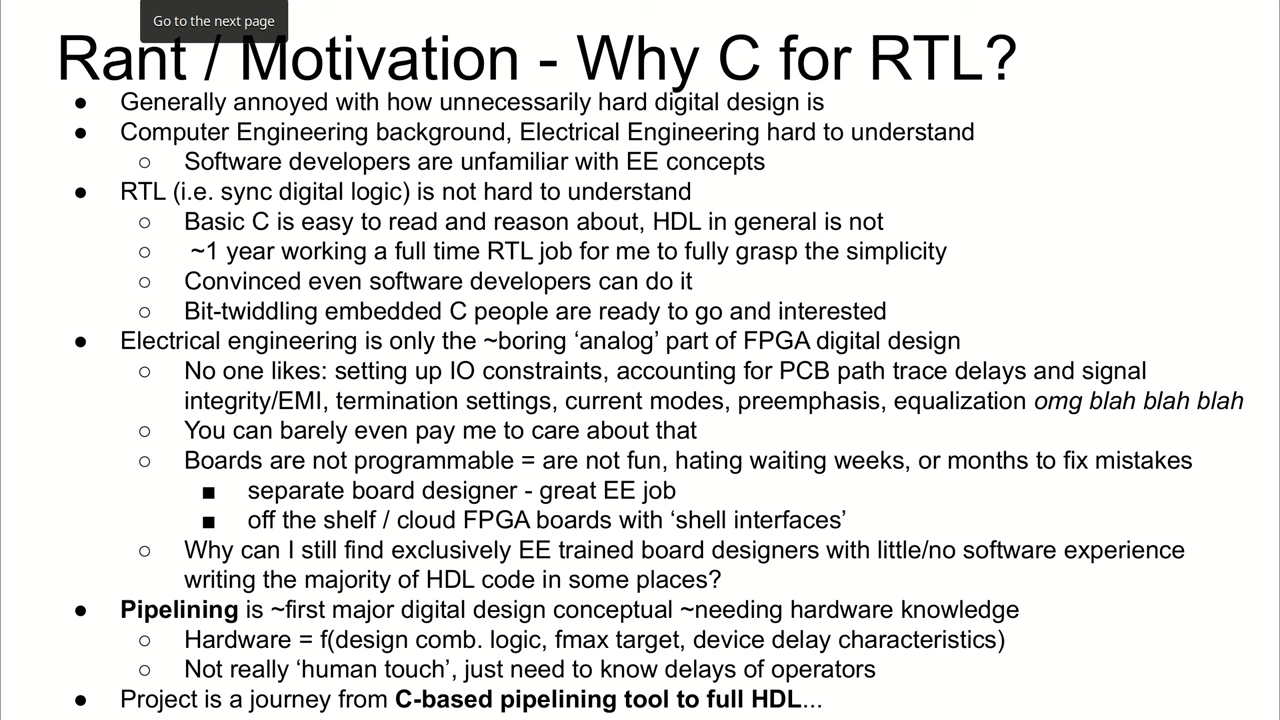 Go to the next page
Rant / Motivation - Why C for RTL?
● Generally annoyed with how unnecessarily hard digital design is
● Computer Engineering background, Electrical Engineering hard to understand
○ Software developers are unfamiliar with EE concepts
● RTL (i.e. sync digital logic) is not hard to understand
○ Basic C is easy to read and reason about, HDL in general is not
○ ~1 year working a full time RTL job for me to fully grasp the simplicity
○ Convinced even software developers can do it
○ Bit-twiddling embedded C people are ready to go and interested
● Electrical engineering is only the ~boring ‘analog’ part of FPGA digital design
○ No one likes: setting up IO constraints, accounting for PCB path trace delays and signal
integrity/EMI, termination settings, current modes, preemphasis, equalization omg blah blah blah
○ You can barely even pay me to care about that
○ Boards are not programmable = are not fun, hating waiting weeks, or months to fix mistakes
■ separate board designer - great EE job
■ off the shelf / cloud FPGA boards with ‘shell interfaces’
○ Why can I still find exclusively EE trained board designers with little/no software experience
writing the majority of HDL code in some places?
● Pipelining is ~first major digital design conceptual ~needing hardware knowledge
○ Hardware = f(design comb. logic, fmax target, device delay characteristics)
○ Not really ‘human touch’, just need to know delays of operators
● Project is a journey from C-based pipelining tool to full HDL...